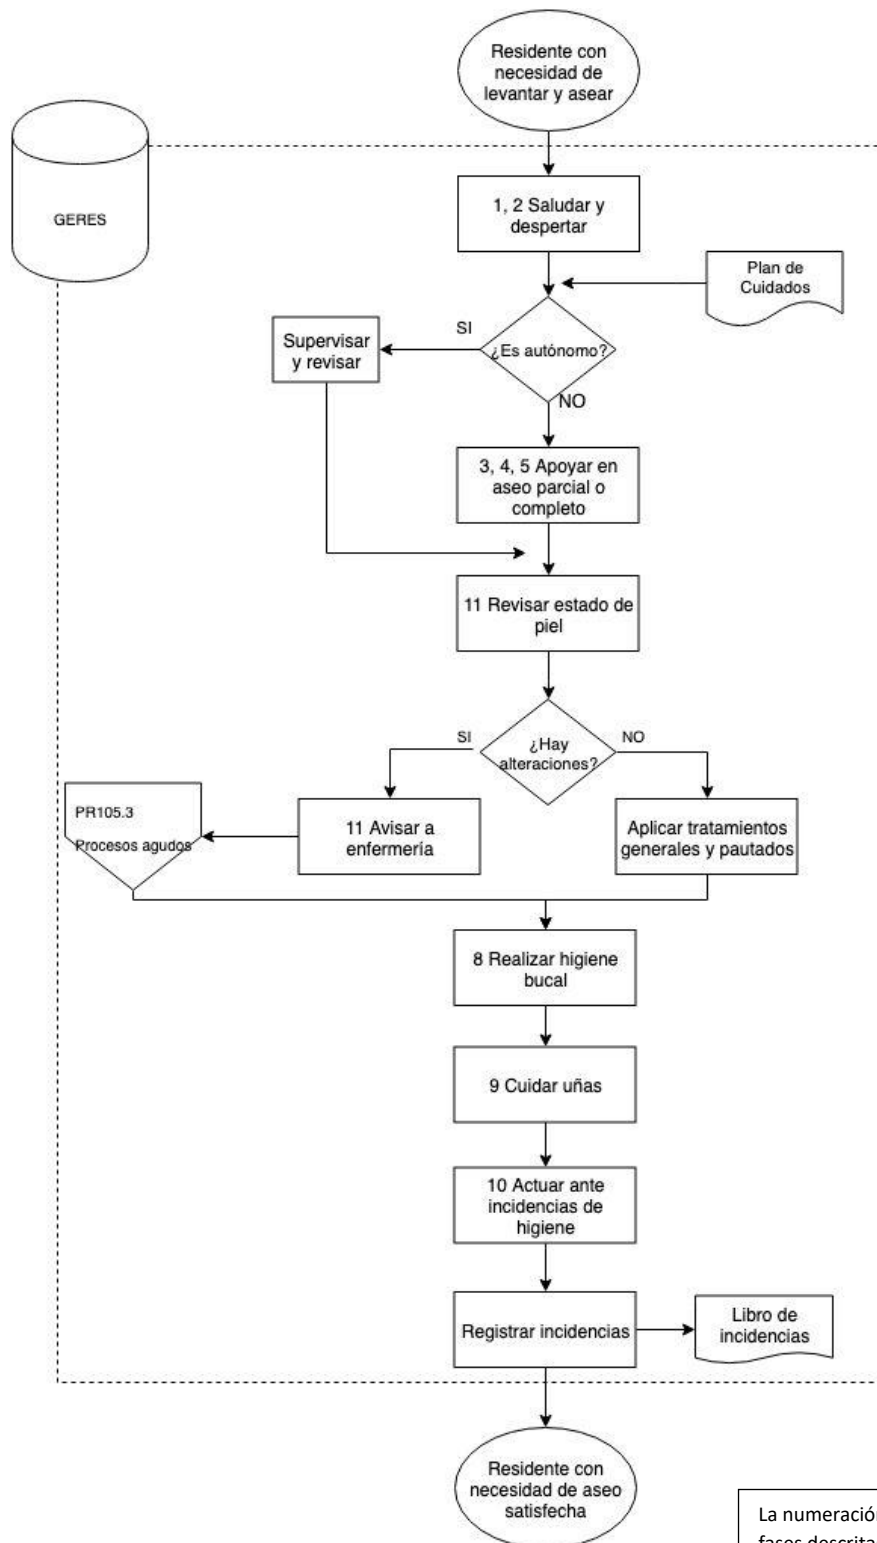 Residente con
necesidad de
levantar y asear
GERES
1, 2 Saludar y
despertar
Plan de
Cuidados
SI
Supervisar
y revisar
¿Es autónomo?
NO
3, 4, 5 Apoyar en
aseo parcial o
completo
11 Revisar estado de
piel
SI
¿Hay
alteraciones?
NO
PR105.3
Procesos agudos
11 Avisar a
enfermería
Aplicar tratamientos
generales y pautados
8 Realizar higiene
bucal
9 Cuidar uñas
10 Actuar ante
incidencias de
higiene
Registrar incidencias
Libro de
incidencias
Residente con
necesidad de aseo
satisfecha
La numeración
fases descrita